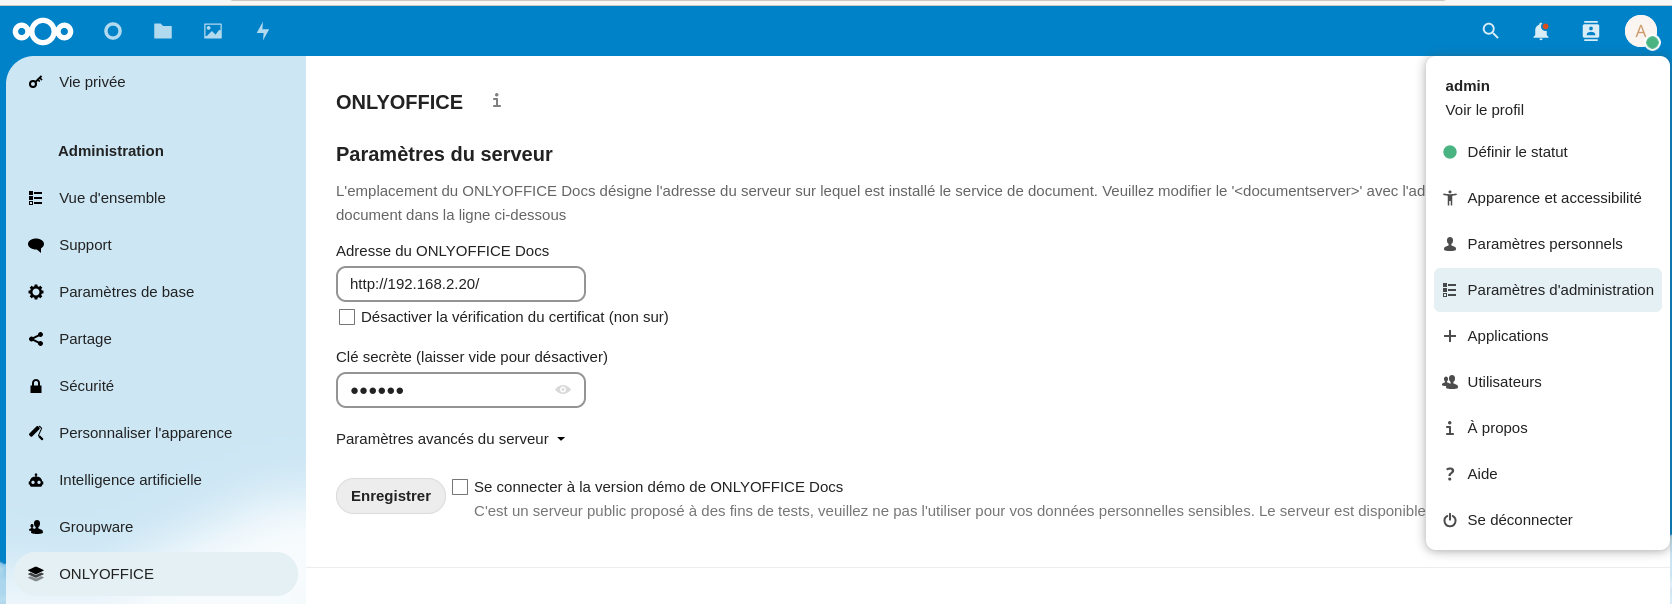 A
Vie privée
Administration
Vue d'ensemble
Support
Paramètres de base
Partage
Sécurité
Personnaliser l'apparence
Intelligence artificielle
Groupware
ONLYOFFICE
ONLYOFFICE
Paramètres du serveur
L'emplacement du ONLYOFFICE Docs désigne l'adresse du serveur sur lequel est installé le service de document. Veuillez modifier le '<documentserver>' avec l'ad
document dans la ligne ci-dessous
Adresse du ONLYOFFICE Docs
http://192.168.2.20/
Désactiver la vérification du certificat (non sur)
Clé secrète (laisser vide pour désactiver)
●●●●●●
Paramètres avancés du serveur
Enregistrer
Se connecter à la version démo de ONLYOFFICE Docs
C'est un serveur public proposé à des fins de tests, veuillez ne pas l'utiliser pour vos données personnelles sensibles. Le serveur est disponible
admin
Voir le profil
Définir le statut
Apparence et accessibilité
Paramètres personnels
Paramètres d'administration
Applications
Utilisateurs
À propos
Aide
Se déconnecter